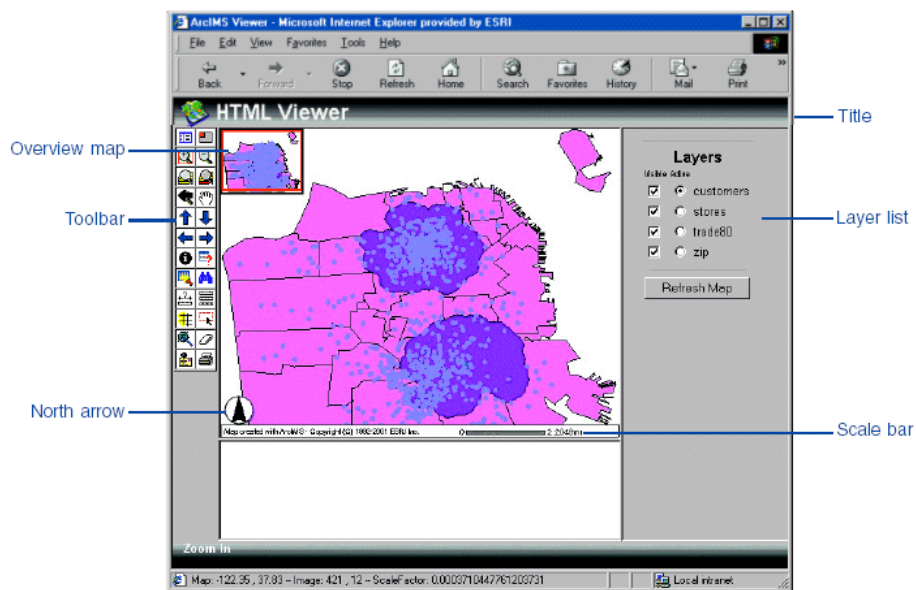 ArcIMS Viewer - Microsoft Internet Explorer provided by ESRI
File Edit View Favorites Tools Help
Back Forward Stop Refresh Home Search Favorites History Mail Print
HTML Viewer
Title
Overview map
Layers
Visible Active
customers
Toolbar
stores
Layer list
trade80
zip
Refresh Map
North arrow
Map created with ArcIMS - Copyright (C) 1992-2001 ESRI Inc.
0
Scale bar
Zoom In
Map: -122.35 , 37.83 -- Image: 421 , 12 -- ScaleFactor: 0.0003710447761203731
Local intranet